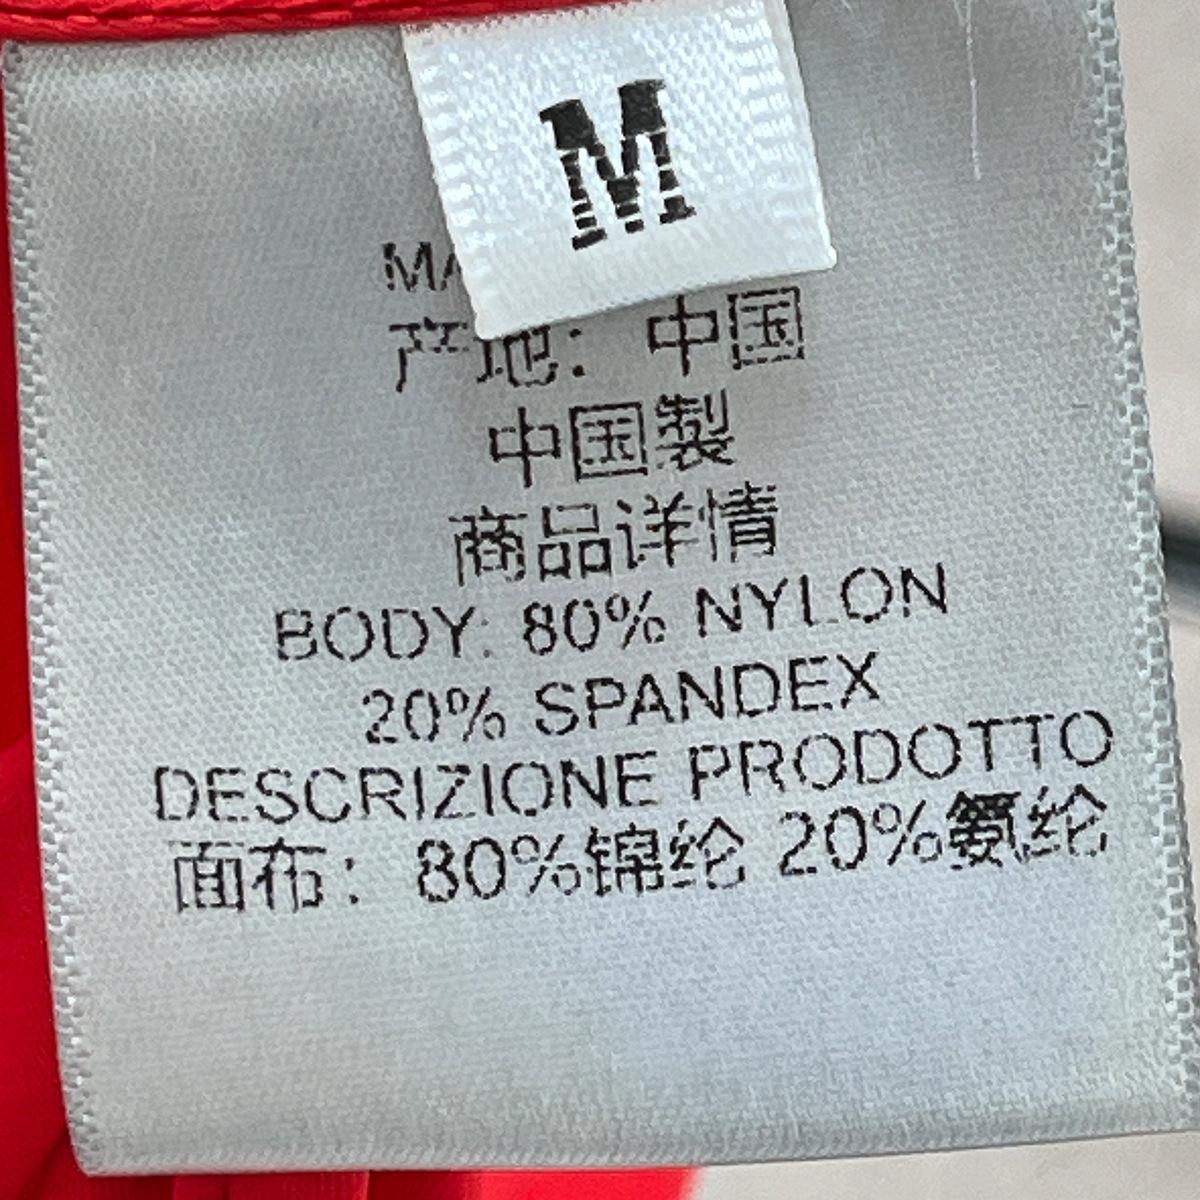 M
产地：中国
中国製
商品详情
BODY: 80% NYLON
20% SPANDEX
DESCRIZIONE PRODOTTO
面布：80%锦纶 20%氨纶